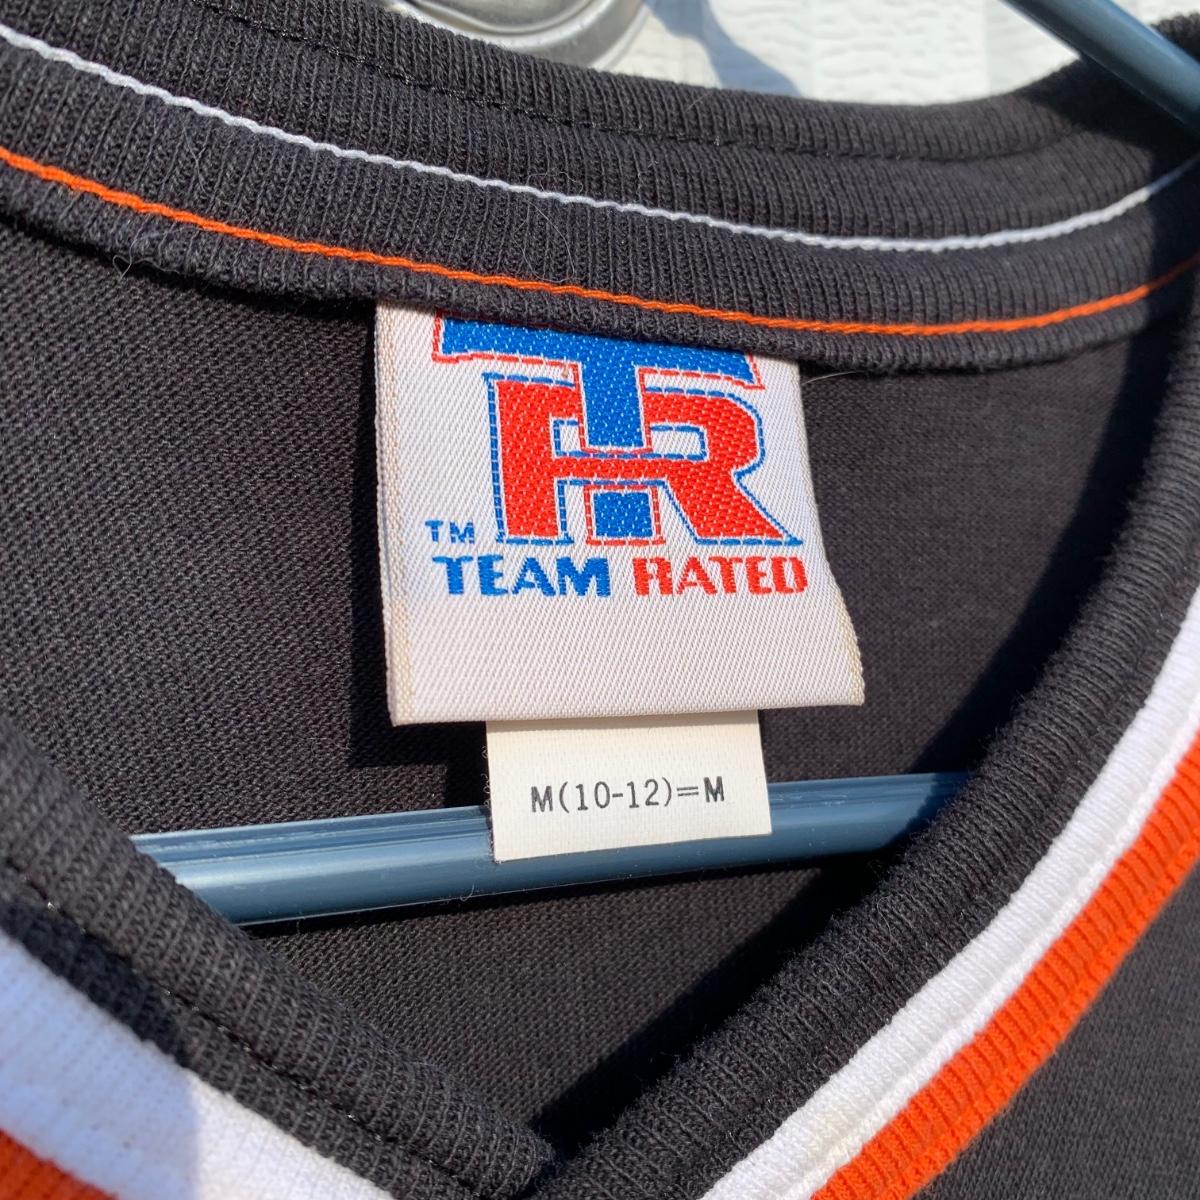 TR
TM
TEAM RATED
M(10-12)=M